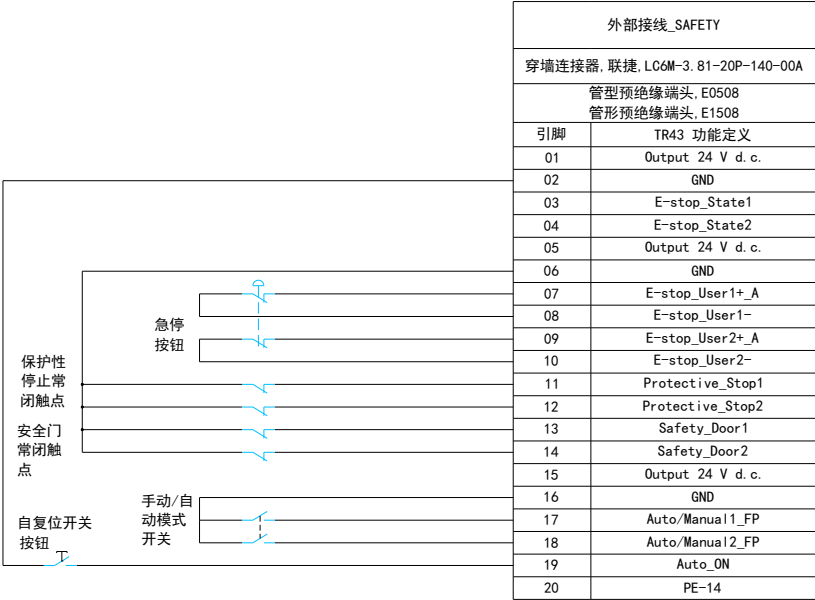 外部接线_SAFETY
穿墙连接器,联捷,LC6M-3.81-20P-140-00A
管型预绝缘端头,E0508
管形预绝缘端头,E1508
引脚 TR43 功能定义
01 Output 24 V d.c.
02 GND
03 E-stop_State1
04 E-stop_State2
05 Output 24 V d.c.
06 GND
07 E-stop_User1+_A
08 E-stop_User1-
09 E-stop_User2+_A
10 E-stop_User2-
11 Protective_Stop1
12 Protective_Stop2
13 Safety_Door1
14 Safety_Door2
15 Output 24 V d.c.
16 GND
17 Auto/Manual1_FP
18 Auto/Manual2_FP
19 Auto_ON
20 PE-14
急停
按钮
保护性
停止常
闭触点
安全门
常闭触
点
手动/自
动模式
开关
自复位开关
按钮